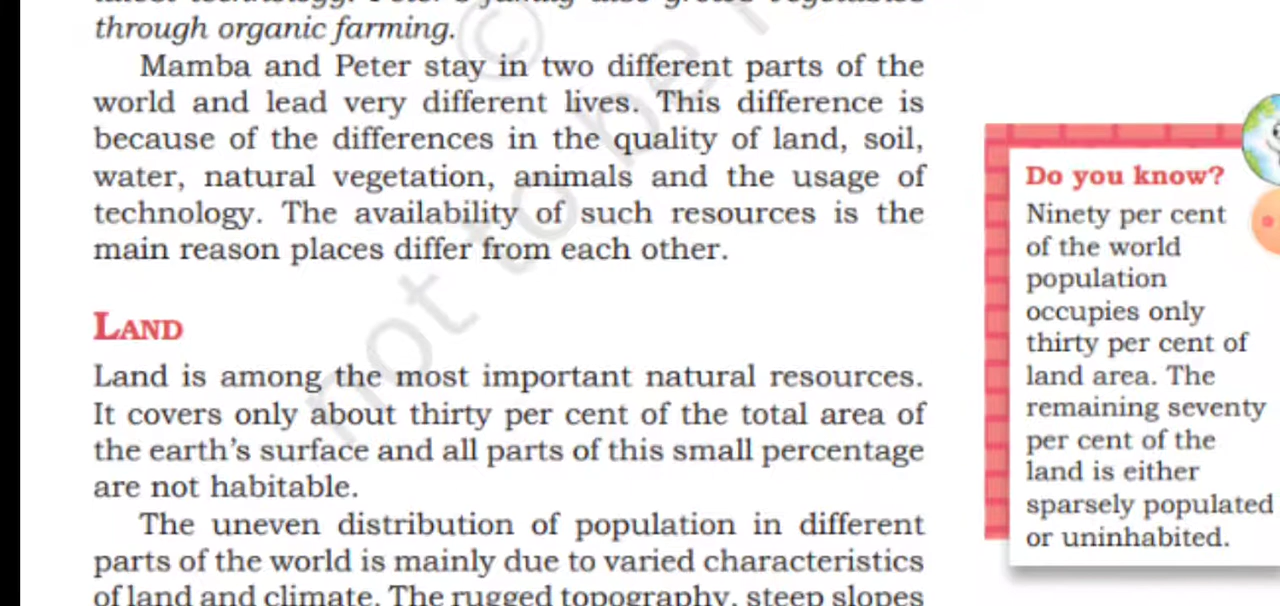 through organic farming.
Mamba and Peter stay in two different parts of the
world and lead very different lives. This difference is
because of the differences in the quality of land, soil,
water, natural vegetation, animals and the usage of
technology. The availability of such resources is the
main reason places differ from each other.
LAND
Land is among the most important natural resources.
It covers only about thirty per cent of the total area of
the earth's surface and all parts of this small percentage
are not habitable.
The uneven distribution of population in different
parts of the world is mainly due to varied characteristics
of land and climate. The rugged topography, steep slopes
Do you know?
Ninety per cent
of the world
population
occupies only
thirty per cent of
land area. The
remaining seventy
per cent of the
land is either
sparsely populated
or uninhabited.
© not to be